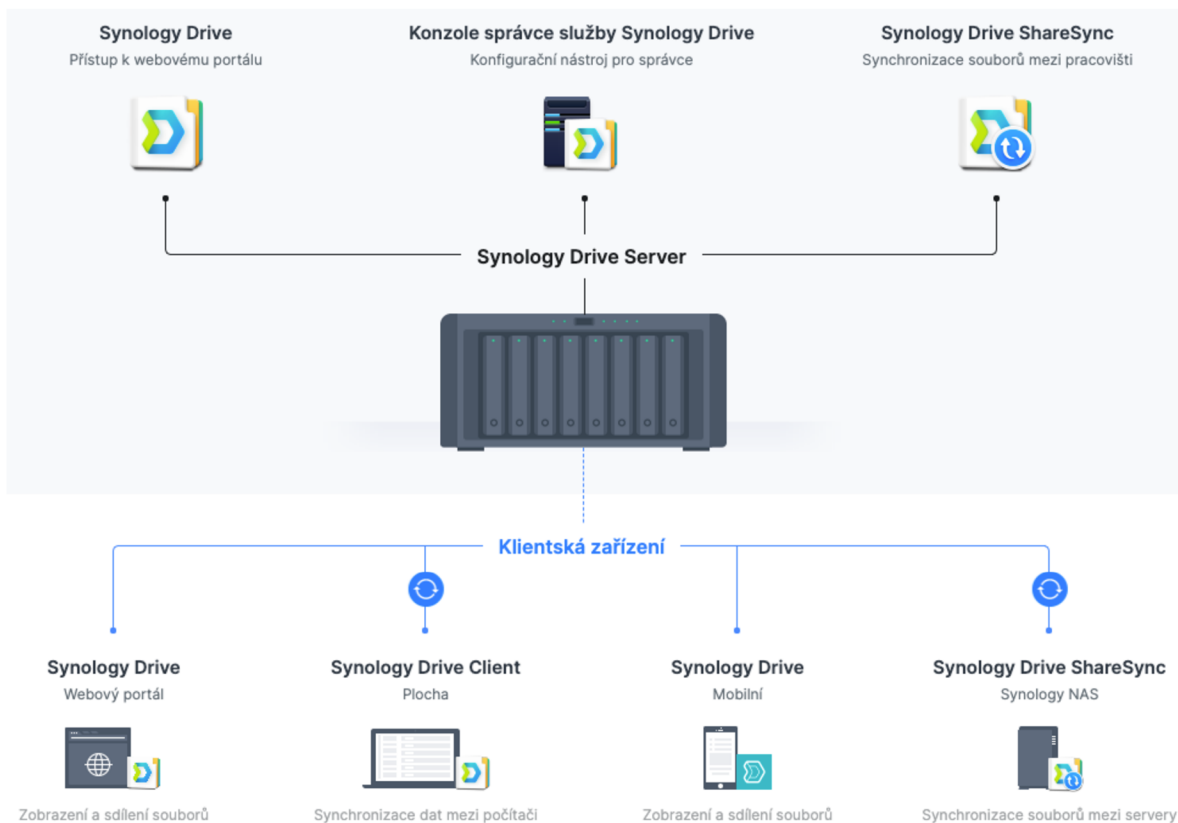 Synology Drive
Přístup k webovému portálu
Konzole správce služby Synology Drive
Konfigurační nástroj pro správce
Synology Drive ShareSync
Synchronizace souborů mezi pracovišti
Synology Drive Server
Klientská zařízení
Synology Drive
Webový portál
Zobrazení a sdílení souborů
Synology Drive Client
Plocha
Synchronizace dat mezi počítači
Synology Drive
Mobilní
Zobrazení a sdílení souborů
Synology Drive ShareSync
Synology NAS
Synchronizace souborů mezi servery